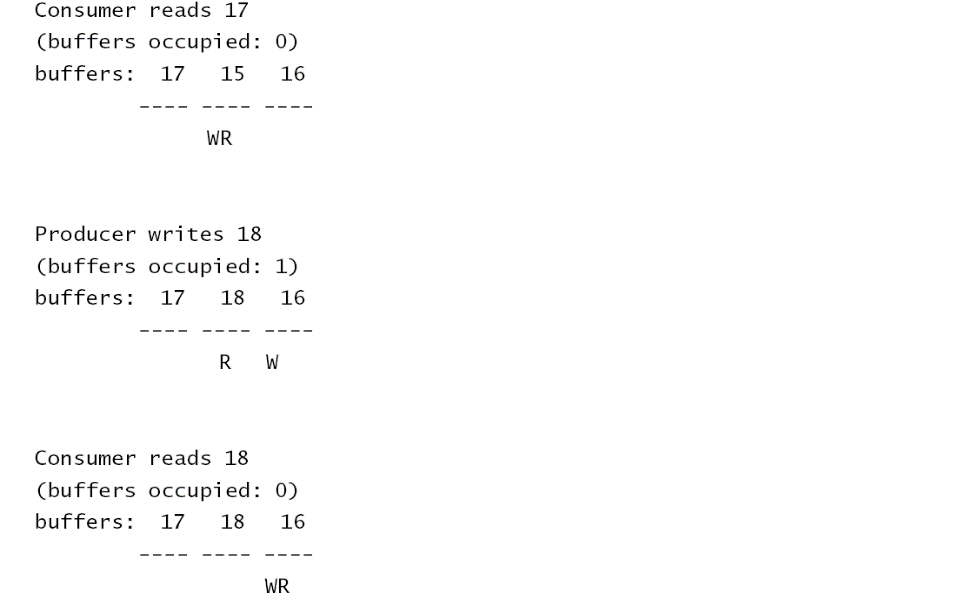 Consumer reads 17
(buffers occupied: 0)
buffers:  17   15   16
         ---- ---- ----
              WR
Producer writes 18
(buffers occupied: 1)
buffers:  17   18   16
         ---- ---- ----
               R   W
Consumer reads 18
(buffers occupied: 0)
buffers:  17   18   16
         ---- ---- ----
                   WR